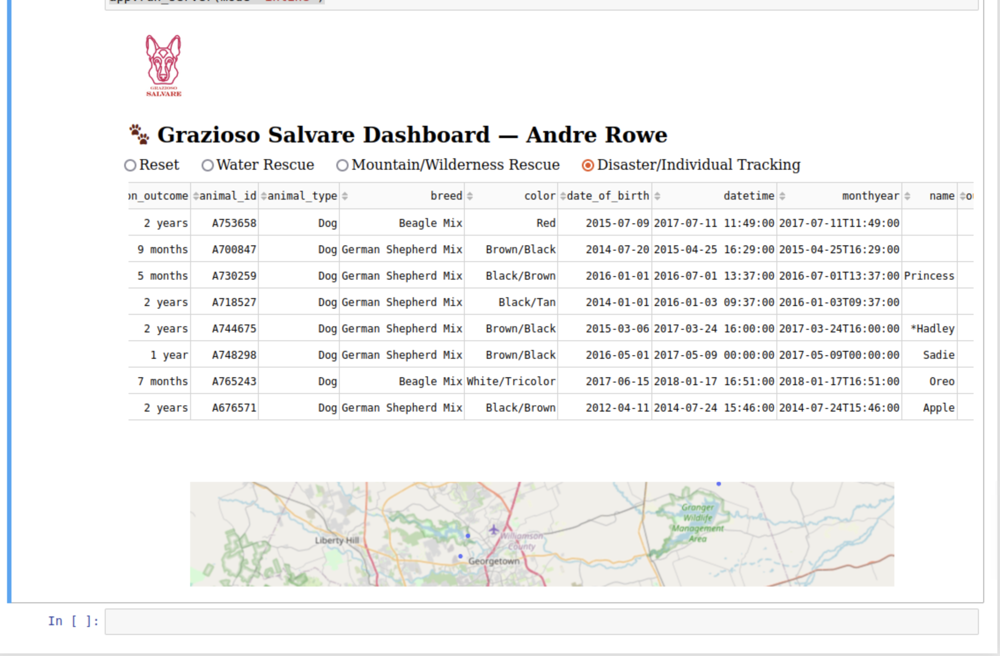 GRAZIOSO
SALVARE
Grazioso Salvare Dashboard — Andre Rowe
Reset Water Rescue Mountain/Wilderness Rescue Disaster/Individual Tracking
on_outcome animal_id animal_type breed color date_of_birth datetime monthyear name
2 years A753658 Dog Beagle Mix Red 2015-07-09 2017-07-11 11:49:00 2017-07-11T11:49:00
9 months A700847 Dog German Shepherd Mix Brown/Black 2014-07-20 2015-04-25 16:29:00 2015-04-25T16:29:00
5 months A730259 Dog German Shepherd Mix Black/Brown 2016-01-01 2016-07-01 13:37:00 2016-07-01T13:37:00 Princess
2 years A718527 Dog German Shepherd Mix Black/Tan 2014-01-01 2016-01-03 09:37:00 2016-01-03T09:37:00
2 years A744675 Dog German Shepherd Mix Brown/Black 2015-03-06 2017-03-24 16:00:00 2017-03-24T16:00:00 *Hadley
1 year A748298 Dog German Shepherd Mix Brown/Black 2016-05-01 2017-05-09 00:00:00 2017-05-09T00:00:00 Sadie
7 months A765243 Dog Beagle Mix White/Tricolor 2017-06-15 2018-01-17 16:51:00 2018-01-17T16:51:00 Oreo
2 years A676571 Dog German Shepherd Mix Black/Brown 2012-04-11 2014-07-24 15:46:00 2014-07-24T15:46:00 Apple
Granger
Wildlife
Management
Area
Liberty Hill
Williamson
County
Georgetown
In [ ]: